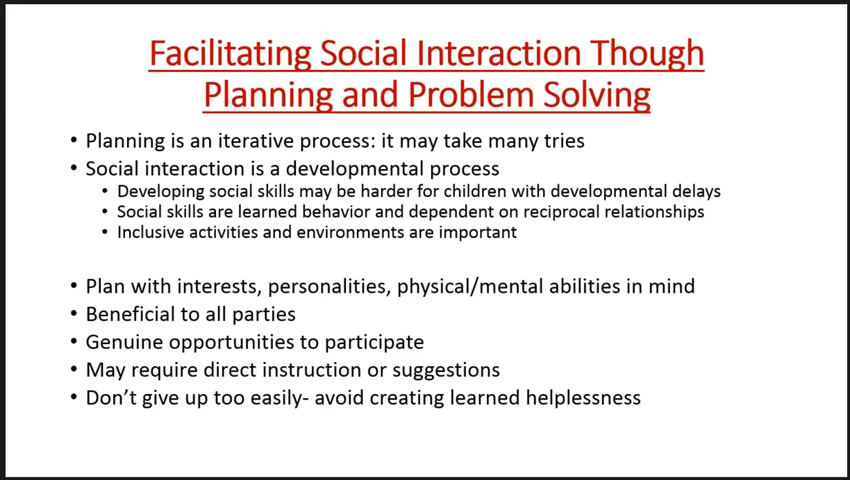 Facilitating Social Interaction Though
Planning and Problem Solving
• Planning is an iterative process: it may take many tries
• Social interaction is a developmental process
• Developing social skills may be harder for children with developmental delays
• Social skills are learned behavior and dependent on reciprocal relationships
• Inclusive activities and environments are important
• Plan with interests, personalities, physical/mental abilities in mind
• Beneficial to all parties
• Genuine opportunities to participate
• May require direct instruction or suggestions
• Don't give up too easily- avoid creating learned helplessness